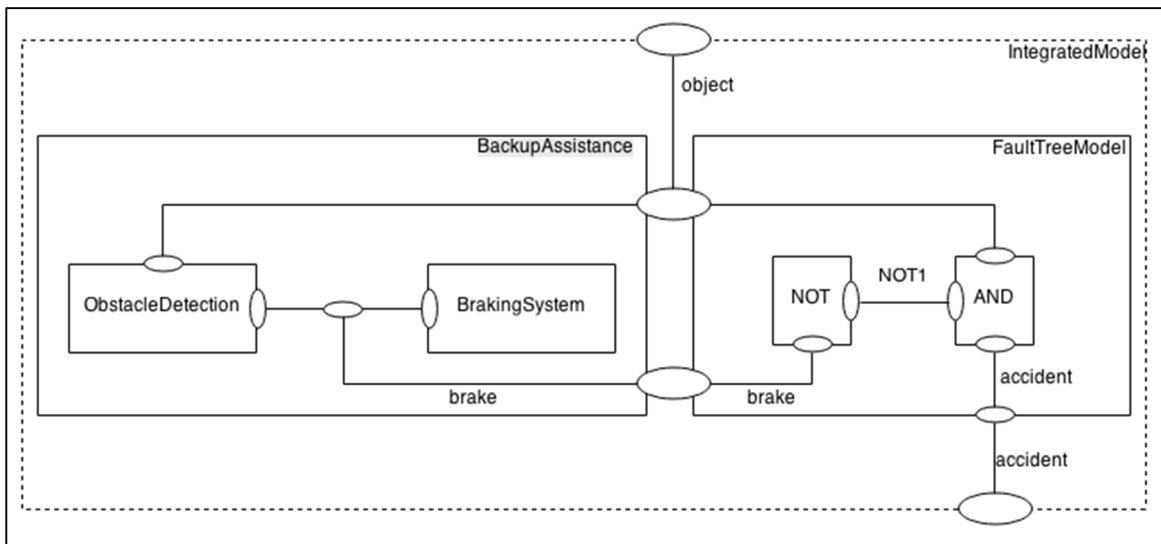 IntegratedModel
object
BackupAssistance
FaultTreeModel
ObstacleDetection
BrakingSystem
NOT
NOT1
AND
accident
brake
brake
accident